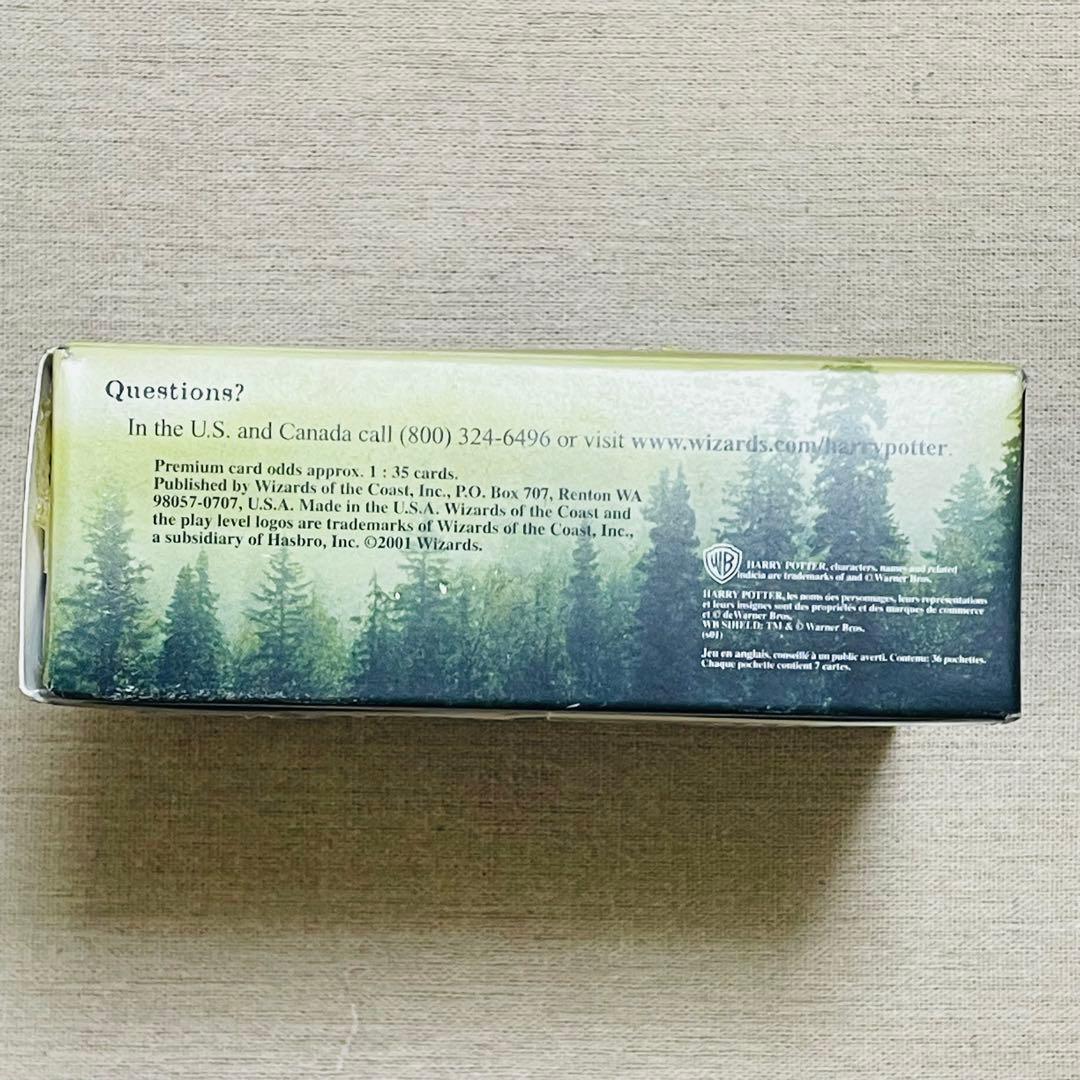 Questions?
In the U.S. and Canada call (800) 324-6496 or visit www.wizards.com/harrypotter.
Premium card odds approx. 1 : 35 cards.
Published by Wizards of the Coast, Inc., P.O. Box 707, Renton WA
98057-0707, U.S.A. Made in the U.S.A. Wizards of the Coast and
the play level logos are trademarks of Wizards of the Coast, Inc.,
a subsidiary of Hasbro, Inc. ©2001 Wizards.
WB
HARRY POTTER, characters, names and related
indicia are trademarks of and © Warner Bros.
HARRY POTTER, les noms des personnages, leurs représentations
et leurs insignes sont des propriétés et des marques de commerce
et © de Warner Bros.
WB SHIELD: TM & © Warner Bros.
(s01)
Jeu en anglais, conseillé à un public averti. Contenu: 36 pochettes.
Chaque pochette contient 7 cartes.